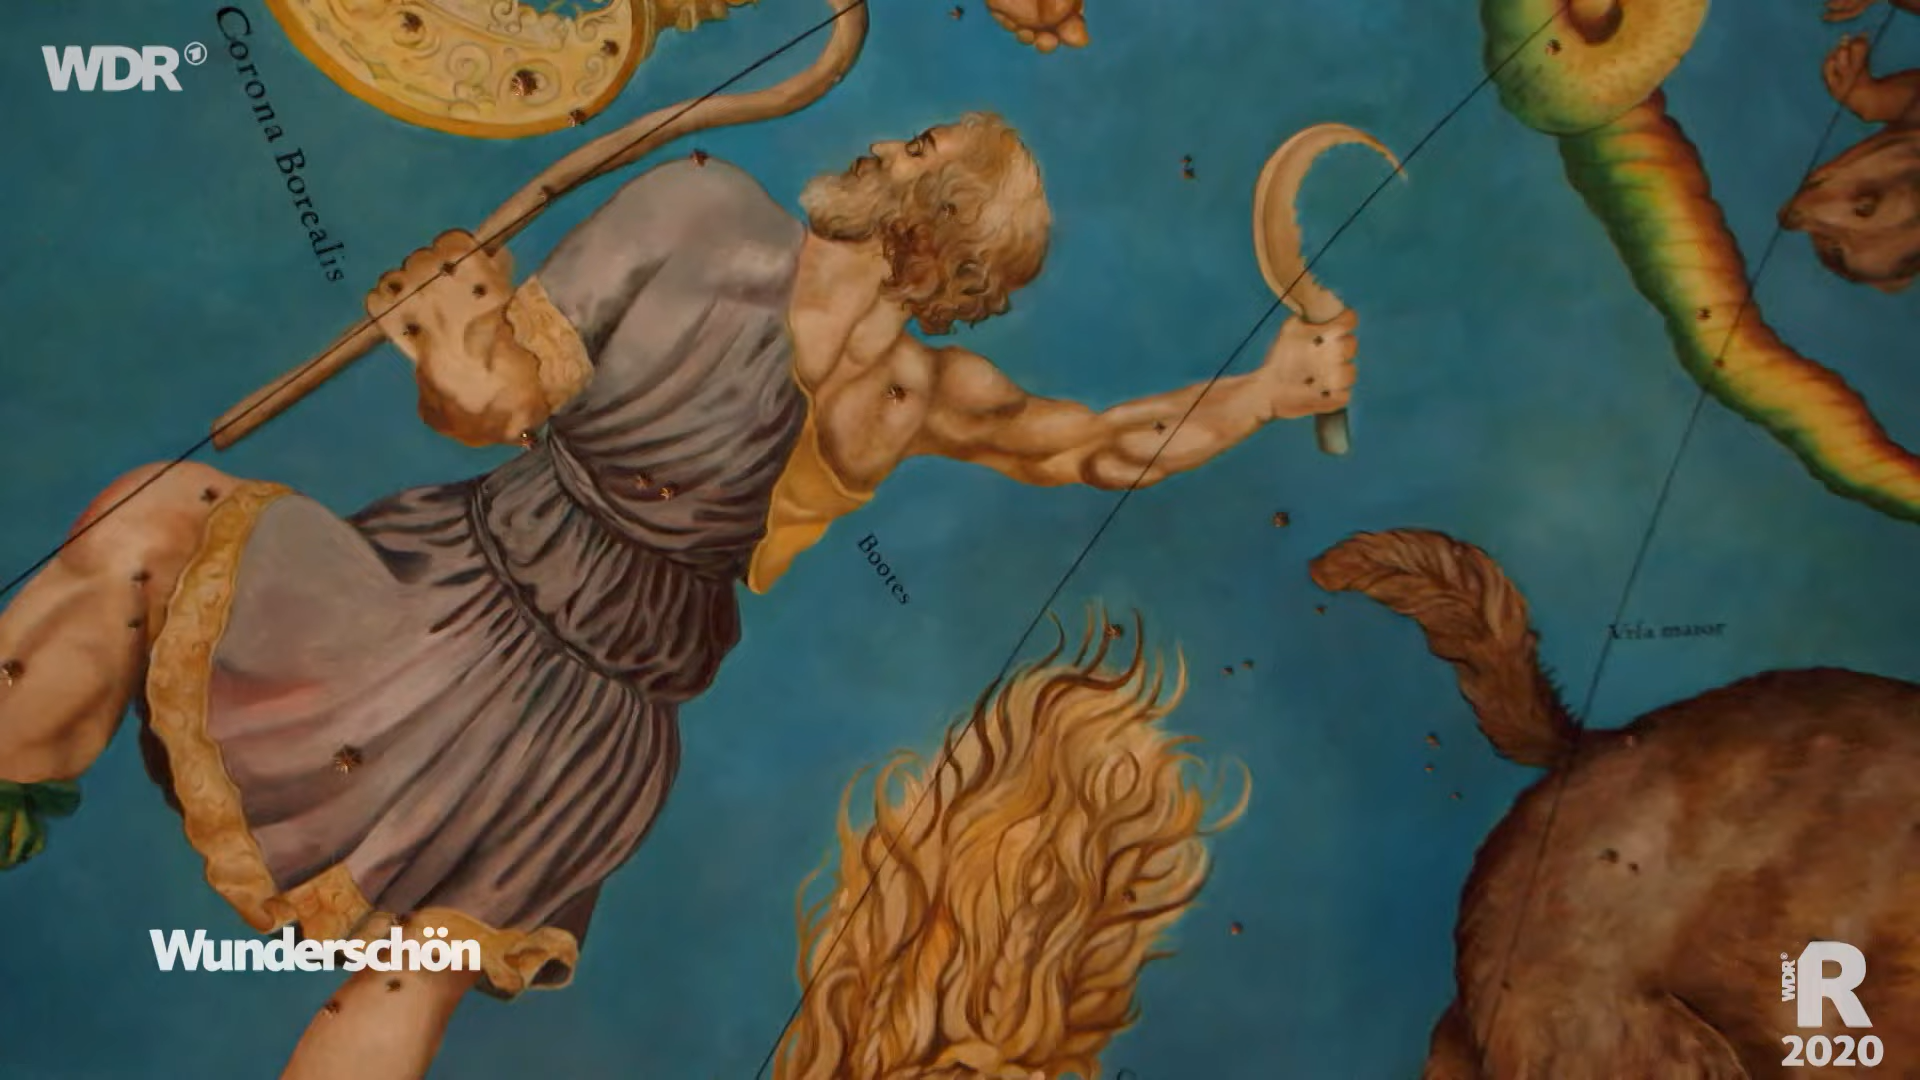 WDR
Corona Borealis
Bootes
Vrſa maior
Wunderschön
WDR
R
2020